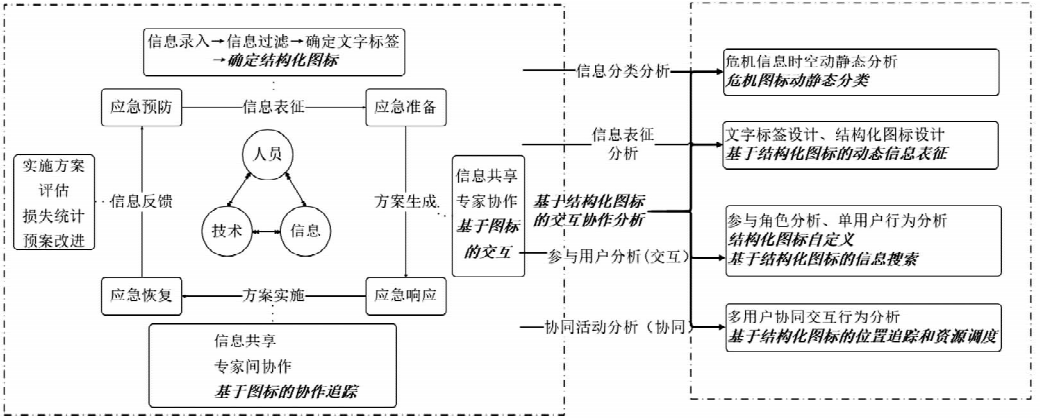 信息录入→信息过滤→确定文字标签
→确定结构化图标
应急预防
信息表征
应急准备
人员
技术
信息
实施方案
评估
损失统计
预案改进
信息反馈
方案生成
信息共享
专家协作
基于图标
的交互
应急恢复
方案实施
应急响应
信息共享
专家间协作
基于图标的协作追踪
信息分类分析
信息表征
分析
基于结构化图标
的交互协作分析
参与用户分析(交互)
协同活动分析（协同）
危机信息时空动静态分析
危机图标动静态分类
文字标签设计、结构化图标设计
基于结构化图标的动态信息表征
参与角色分析、单用户行为分析
结构化图标自定义
基于结构化图标的信息搜索
多用户协同交互行为分析
基于结构化图标的位置追踪和资源调度